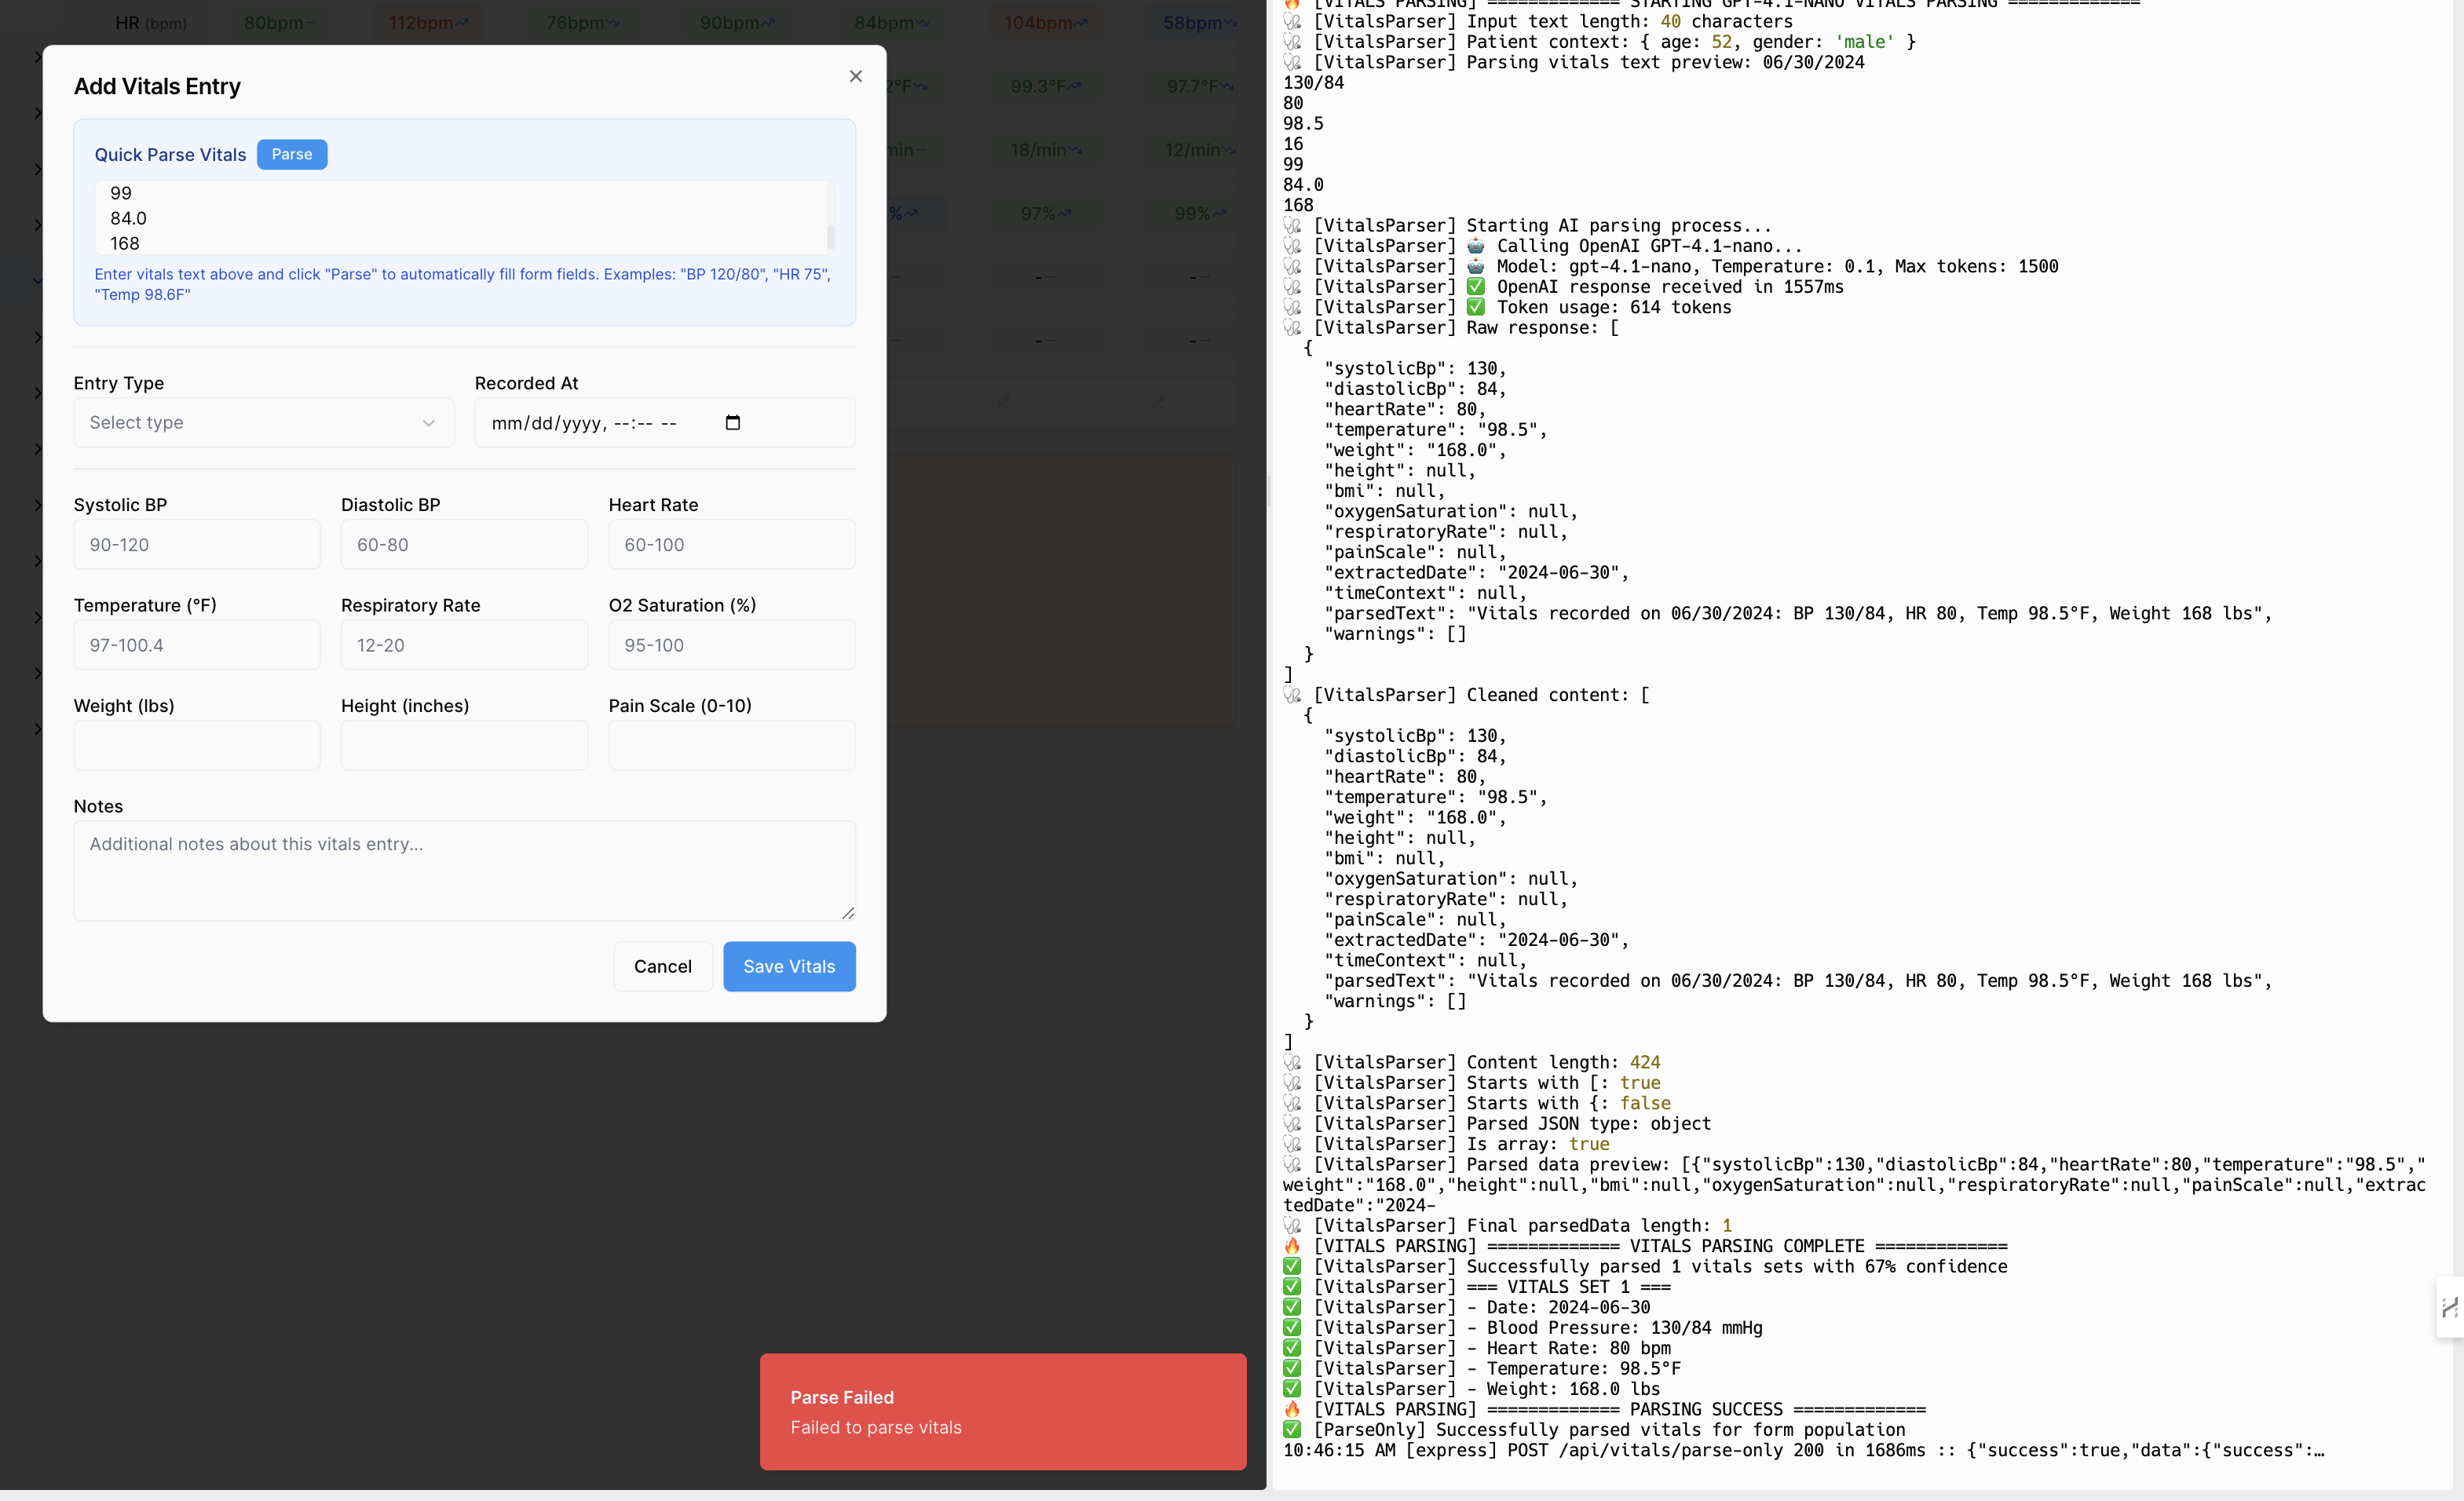 HR (bpm) 80bpm 112bpm 76bpm 90bpm 84bpm 104bpm 58bpm
2°F 99.3°F 97.7°F
min 18/min 12/min
% 97% 99%
- -
- -
Add Vitals Entry
Quick Parse Vitals Parse
99
84.0
168
Enter vitals text above and click "Parse" to automatically fill form fields. Examples: "BP 120/80", "HR 75",
"Temp 98.6F"
Entry Type Recorded At
Select type mm/dd/yyyy, --:-- --
Systolic BP Diastolic BP Heart Rate
90-120 60-80 60-100
Temperature (°F) Respiratory Rate O2 Saturation (%)
97-100.4 12-20 95-100
Weight (lbs) Height (inches) Pain Scale (0-10)
Notes
Additional notes about this vitals entry...
Cancel Save Vitals
Parse Failed
Failed to parse vitals
[VITALS PARSING] ============= STARTING GPT-4.1-NANO VITALS PARSING =============
[VitalsParser] Input text length: 40 characters
[VitalsParser] Patient context: { age: 52, gender: 'male' }
[VitalsParser] Parsing vitals text preview: 06/30/2024
130/84
80
98.5
16
99
84.0
168
[VitalsParser] Starting AI parsing process...
[VitalsParser] 🤖 Calling OpenAI GPT-4.1-nano...
[VitalsParser] 🤖 Model: gpt-4.1-nano, Temperature: 0.1, Max tokens: 1500
[VitalsParser] ✅ OpenAI response received in 1557ms
[VitalsParser] ✅ Token usage: 614 tokens
[VitalsParser] Raw response: [
{
"systolicBp": 130,
"diastolicBp": 84,
"heartRate": 80,
"temperature": "98.5",
"weight": "168.0",
"height": null,
"bmi": null,
"oxygenSaturation": null,
"respiratoryRate": null,
"painScale": null,
"extractedDate": "2024-06-30",
"timeContext": null,
"parsedText": "Vitals recorded on 06/30/2024: BP 130/84, HR 80, Temp 98.5°F, Weight 168 lbs",
"warnings": []
}
]
[VitalsParser] Cleaned content: [
{
"systolicBp": 130,
"diastolicBp": 84,
"heartRate": 80,
"temperature": "98.5",
"weight": "168.0",
"height": null,
"bmi": null,
"oxygenSaturation": null,
"respiratoryRate": null,
"painScale": null,
"extractedDate": "2024-06-30",
"timeContext": null,
"parsedText": "Vitals recorded on 06/30/2024: BP 130/84, HR 80, Temp 98.5°F, Weight 168 lbs",
"warnings": []
}
]
[VitalsParser] Content length: 424
[VitalsParser] Starts with [: true
[VitalsParser] Starts with {: false
[VitalsParser] Parsed JSON type: object
[VitalsParser] Is array: true
[VitalsParser] Parsed data preview: [{"systolicBp":130,"diastolicBp":84,"heartRate":80,"temperature":"98.5","
weight":"168.0","height":null,"bmi":null,"oxygenSaturation":null,"respiratoryRate":null,"painScale":null,"extrac
tedDate":"2024-
[VitalsParser] Final parsedData length: 1
🔥 [VITALS PARSING] ============= VITALS PARSING COMPLETE =============
✅ [VitalsParser] Successfully parsed 1 vitals sets with 67% confidence
✅ [VitalsParser] === VITALS SET 1 ===
✅ [VitalsParser] - Date: 2024-06-30
✅ [VitalsParser] - Blood Pressure: 130/84 mmHg
✅ [VitalsParser] - Heart Rate: 80 bpm
✅ [VitalsParser] - Temperature: 98.5°F
✅ [VitalsParser] - Weight: 168.0 lbs
🔥 [VITALS PARSING] ============= PARSING SUCCESS =============
✅ [ParseOnly] Successfully parsed vitals for form population
10:46:15 AM [express] POST /api/vitals/parse-only 200 in 1686ms :: {"success":true,"data":{"success":…